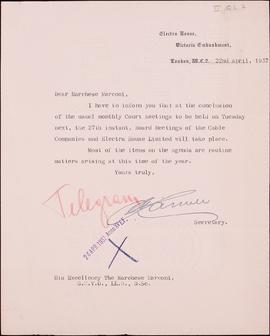 Electra House,
Victoria Embankment,
London, W.C.2. 22nd April, 1937
Dear Marchese Marconi,
I have to inform you that at the conclusion
of the usual monthly Court meetings to be held on Tuesday
next, the 27th instant, Board Meetings of the Cable
Companies and Electra House Limited will take place.
Most of the items on the agenda are routine
matters arising at this time of the year.
Yours truly,
Telegram
Secretary.
His Excellency The Marchese Marconi,
G.C.V.O., LL.D., D.Sc.